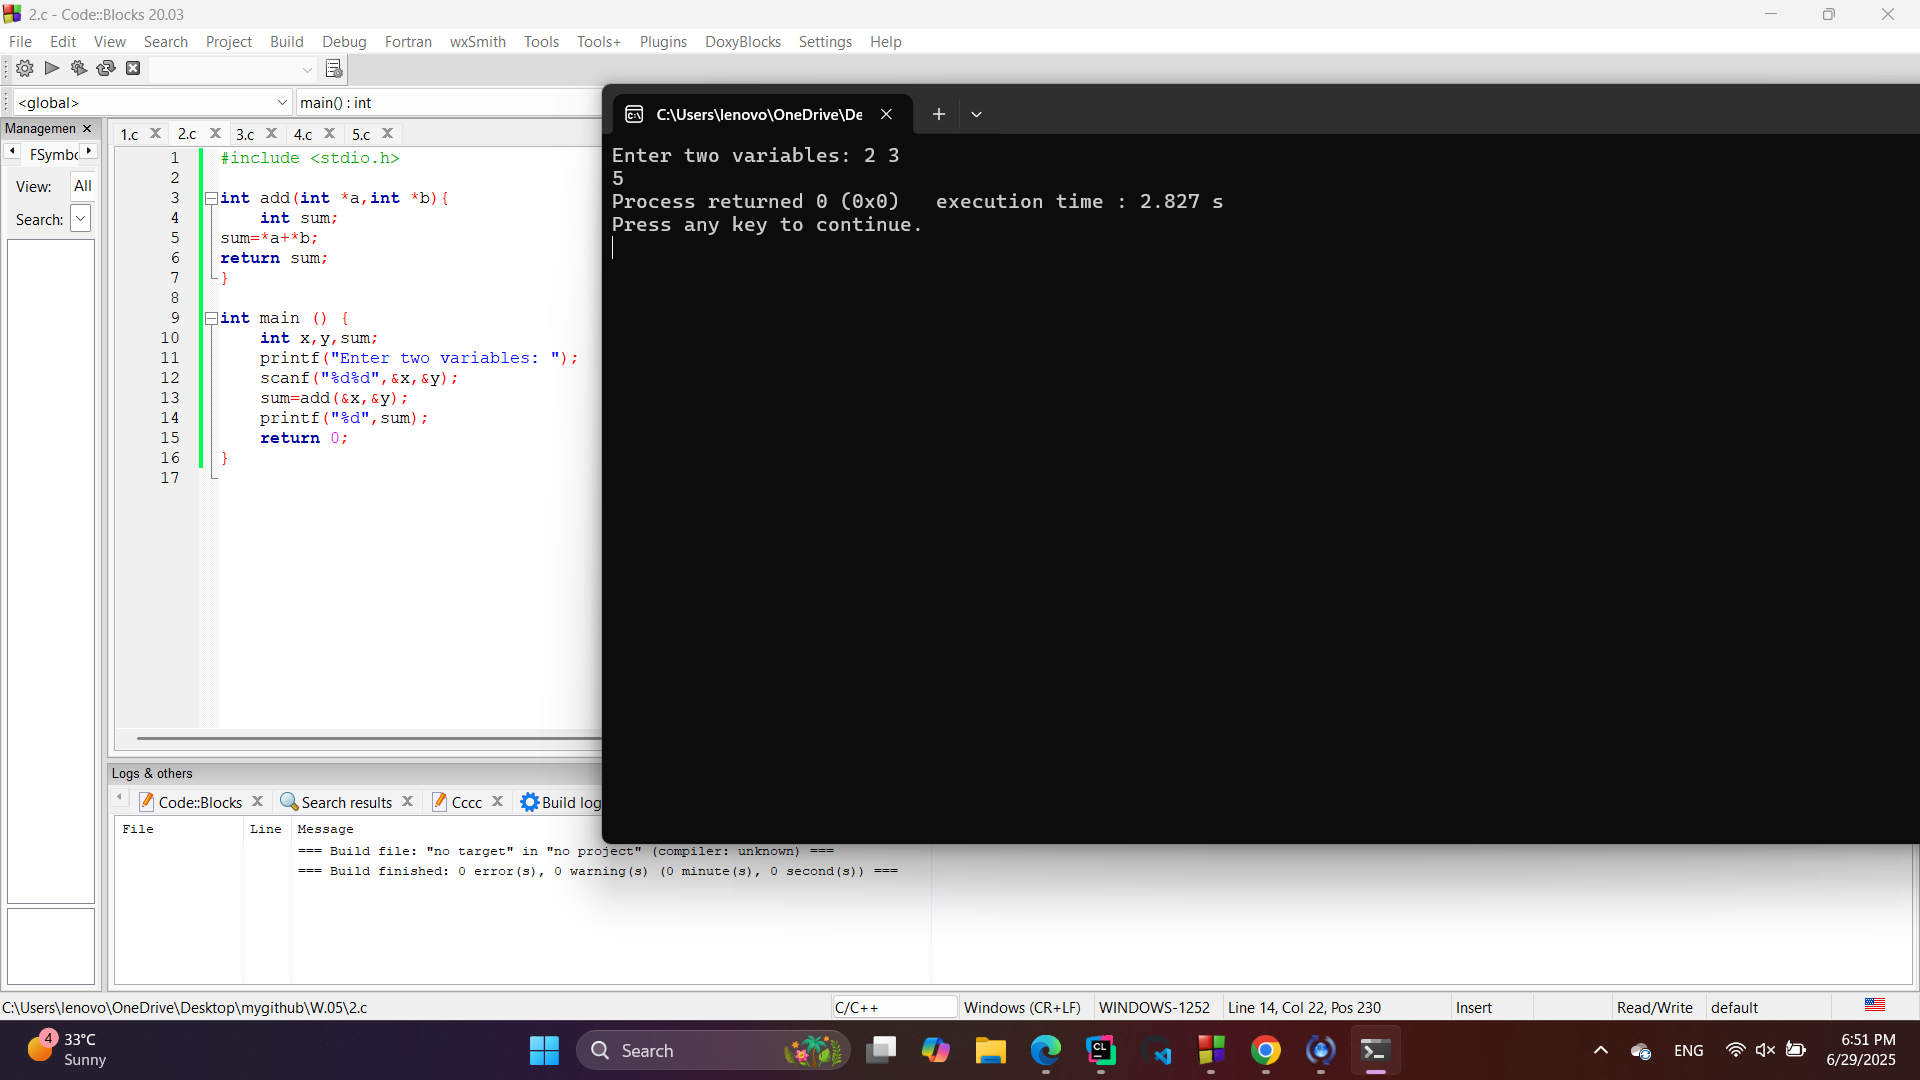 2.c - Code::Blocks 20.03
File Edit View Search Project Build Debug Fortran wxSmith Tools Tools+ Plugins DoxyBlocks Settings Help
<global> main() : int
Managemen
FSymbo
View: All
Search:
1.c 2.c 3.c 4.c 5.c
1 #include <stdio.h>
2
3 int add(int *a,int *b){
4 int sum;
5 sum=*a+*b;
6 return sum;
7 }
8
9 int main () {
10 int x,y,sum;
11 printf("Enter two variables: ");
12 scanf("%d%d",&x,&y);
13 sum=add(&x,&y);
14 printf("%d",sum);
15 return 0;
16 }
17
C:\Users\lenovo\OneDrive\De
Enter two variables: 2 3
5
Process returned 0 (0x0)   execution time : 2.827 s
Press any key to continue.
Logs & others
Code::Blocks Search results Cccc Build log
File Line Message
=== Build file: "no target" in "no project" (compiler: unknown) ===
=== Build finished: 0 error(s), 0 warning(s) (0 minute(s), 0 second(s)) ===
C:\Users\lenovo\OneDrive\Desktop\mygithub\W.05\2.c C/C++ Windows (CR+LF) WINDOWS-1252 Line 14, Col 22, Pos 230 Insert Read/Write default
4
33°C
Sunny
Search
CL
ENG
6:51 PM
6/29/2025